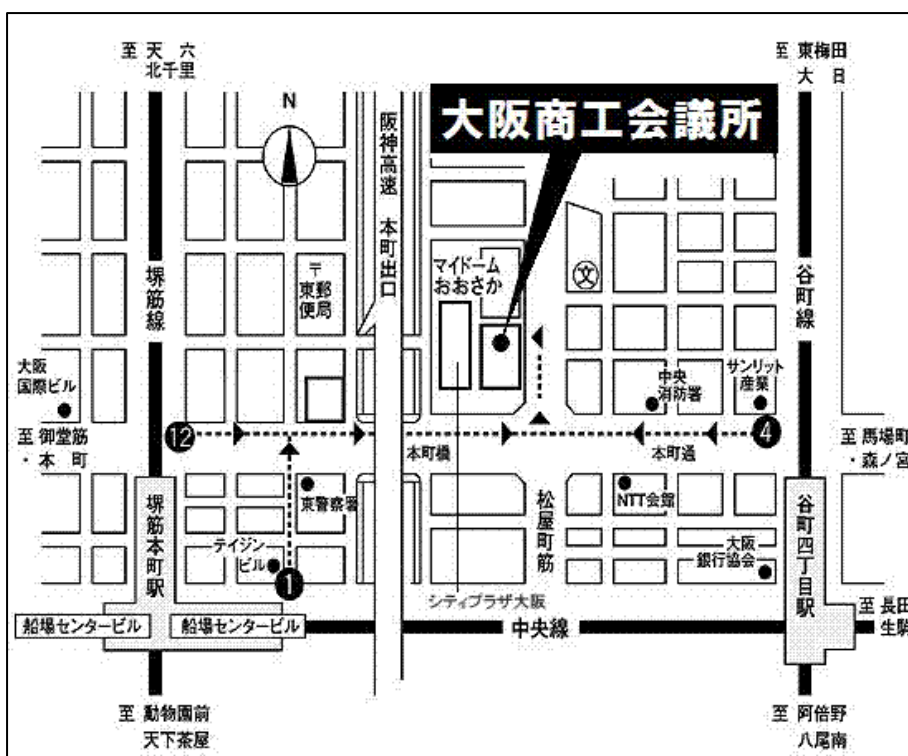 至 天 六
北千里
至 東梅田
大 日
N
大阪商工会議所
阪神高速 本町出口
堺筋線
谷町線
〒
東郵
便局
マイドーム
おおさか
文
大阪
国際ビル
中央
消防署
サンリット
産業
至 御堂筋
・本 町
12
4
至 馬場町
・森ノ宮
本町橋
本町通
東警察署
NTT会館
松屋町筋
堺筋本町駅
谷町四丁目駅
テイジン
ビル
1
大阪
銀行協会
シティプラザ大阪
船場センタービル
船場センタービル
中央線
至 長田
生駒
至 動物園前
天下茶屋
至 阿倍野
八尾南